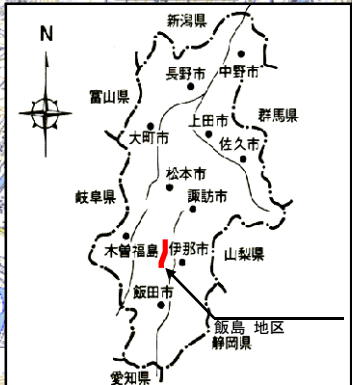 新潟県
N
長野市
中野市
富山県
群馬県
大町市
上田市
佐久市
松本市
岐阜県
諏訪市
木曽福島
伊那市
山梨県
飯田市
飯島 地区
静岡県
愛知県